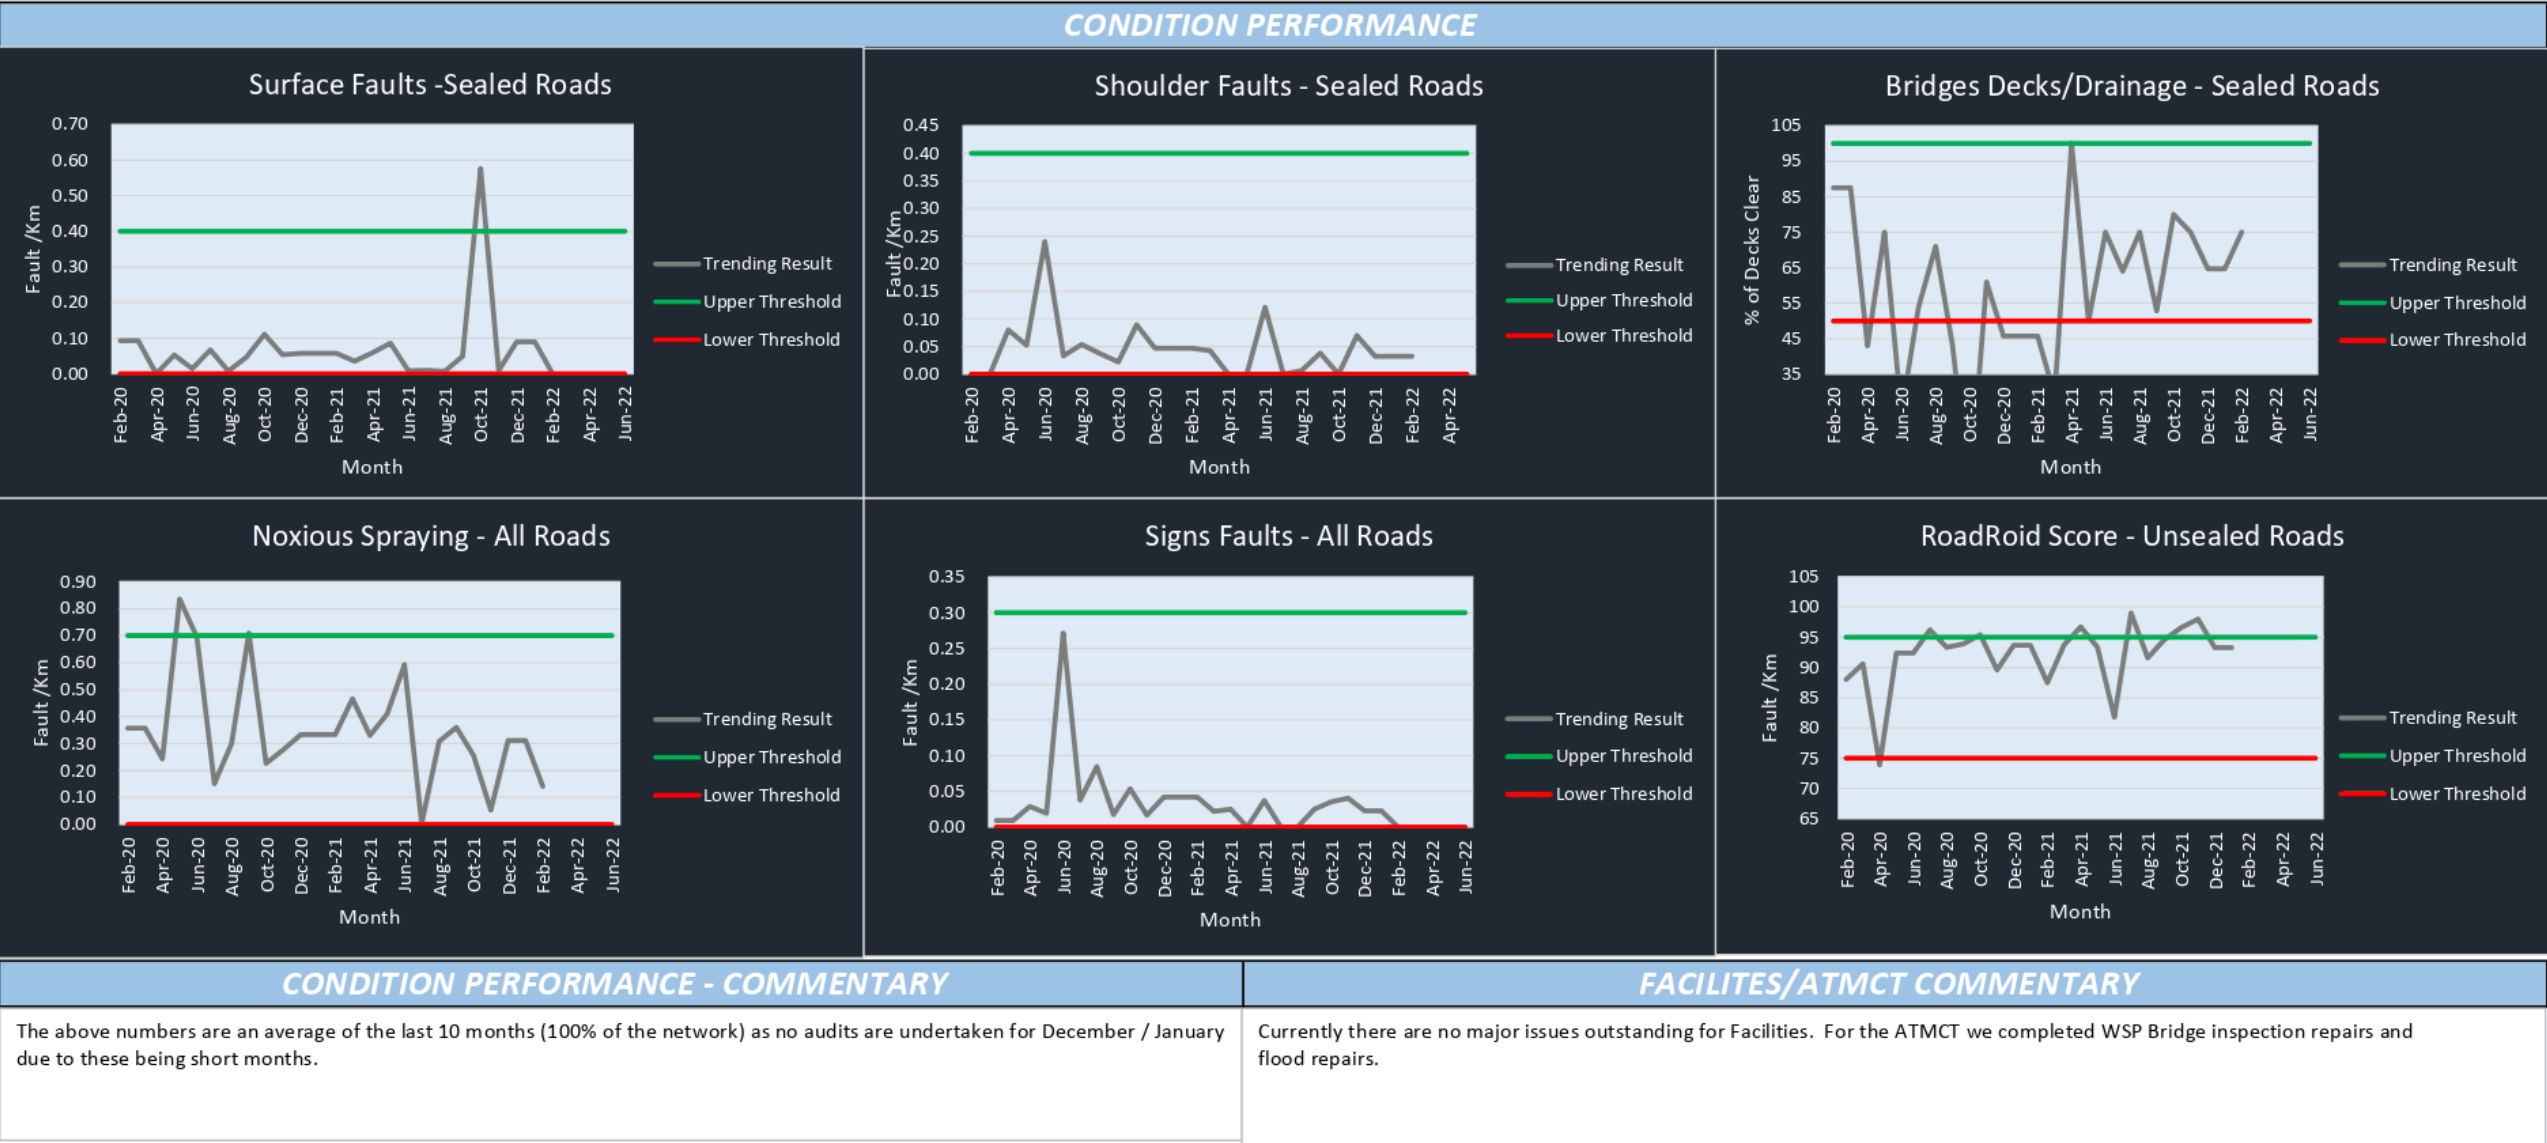 CONDITION PERFORMANCE
Surface Faults -Sealed Roads
0.70
0.60
0.50
0.40
0.30
0.20
0.10
0.00
Fault /Km
Feb-20
Apr-20
Jun-20
Aug-20
Oct-20
Dec-20
Feb-21
Apr-21
Jun-21
Aug-21
Oct-21
Dec-21
Feb-22
Apr-22
Jun-22
Month
Trending Result
Upper Threshold
Lower Threshold
Shoulder Faults - Sealed Roads
0.45
0.40
0.35
0.30
0.25
0.20
0.15
0.10
0.05
0.00
Fault /Km
Feb-20
Apr-20
Jun-20
Aug-20
Oct-20
Dec-20
Feb-21
Apr-21
Jun-21
Aug-21
Oct-21
Dec-21
Feb-22
Apr-22
Month
Trending Result
Upper Threshold
Lower Threshold
Bridges Decks/Drainage - Sealed Roads
105
95
85
75
65
55
45
35
% of Decks Clear
Feb-20
Apr-20
Jun-20
Aug-20
Oct-20
Dec-20
Feb-21
Apr-21
Jun-21
Aug-21
Oct-21
Dec-21
Feb-22
Apr-22
Jun-22
Month
Trending Result
Upper Threshold
Lower Threshold
Noxious Spraying - All Roads
0.90
0.80
0.70
0.60
0.50
0.40
0.30
0.20
0.10
0.00
Fault /Km
Feb-20
Apr-20
Jun-20
Aug-20
Oct-20
Dec-20
Feb-21
Apr-21
Jun-21
Aug-21
Oct-21
Dec-21
Feb-22
Apr-22
Jun-22
Month
Trending Result
Upper Threshold
Lower Threshold
Signs Faults - All Roads
0.35
0.30
0.25
0.20
0.15
0.10
0.05
0.00
Fault /Km
Feb-20
Apr-20
Jun-20
Aug-20
Oct-20
Dec-20
Feb-21
Apr-21
Jun-21
Aug-21
Oct-21
Dec-21
Feb-22
Apr-22
Jun-22
Month
Trending Result
Upper Threshold
Lower Threshold
RoadRoid Score - Unsealed Roads
105
100
95
90
85
80
75
70
65
Fault /Km
Feb-20
Apr-20
Jun-20
Aug-20
Oct-20
Dec-20
Feb-21
Apr-21
Jun-21
Aug-21
Oct-21
Dec-21
Feb-22
Apr-22
Jun-22
Month
Trending Result
Upper Threshold
Lower Threshold
CONDITION PERFORMANCE - COMMENTARY
The above numbers are an average of the last 10 months (100% of the network) as no audits are undertaken for December / January
due to these being short months.
FACILITES/ATMCT COMMENTARY
Currently there are no major issues outstanding for Facilities. For the ATMCT we completed WSP Bridge inspection repairs and
flood repairs.